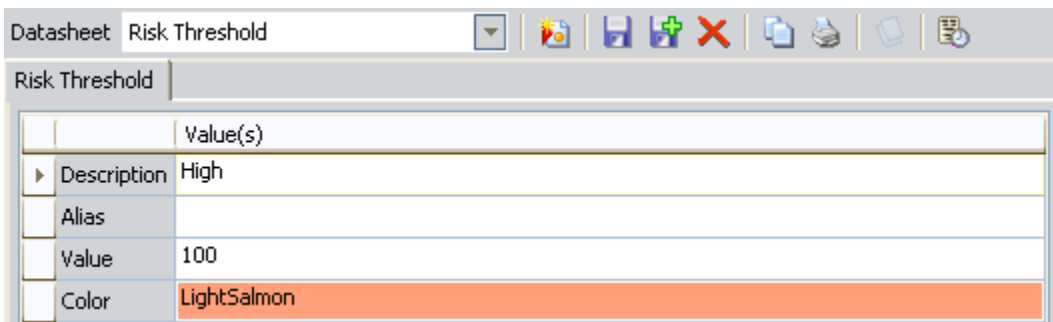 Datasheet Risk Threshold
Risk Threshold
Value(s)
Description High
Alias
Value 100
Color LightSalmon